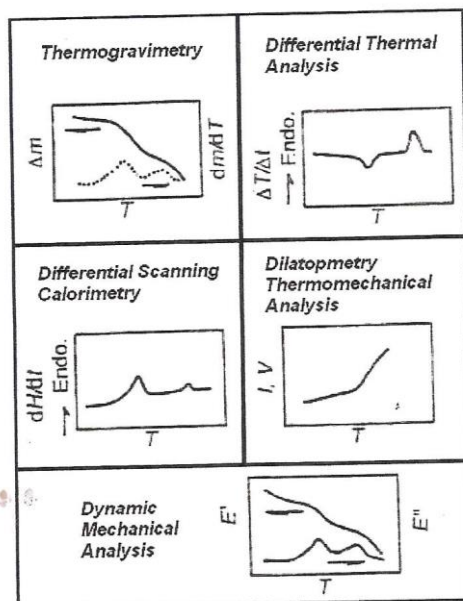 Thermogravimetry
Δm
dm/dT
T
Differential Thermal
Analysis
ΔT/Δt
→ Endo.
T
Differential Scanning
Calorimetry
dH/dt
→ Endo.
T
Dilatopmetry
Thermomechanical
Analysis
l, V
T
Dynamic
Mechanical
Analysis
E'
E"
T